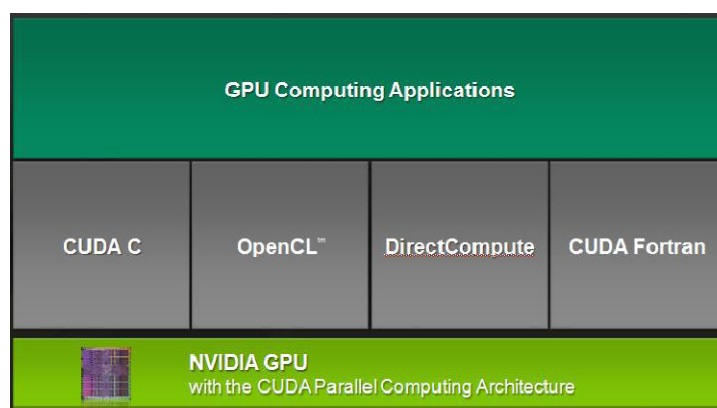 GPU Computing Applications
CUDA C
OpenCL™
DirectCompute
CUDA Fortran
NVIDIA GPU
with the CUDA Parallel Computing Architecture